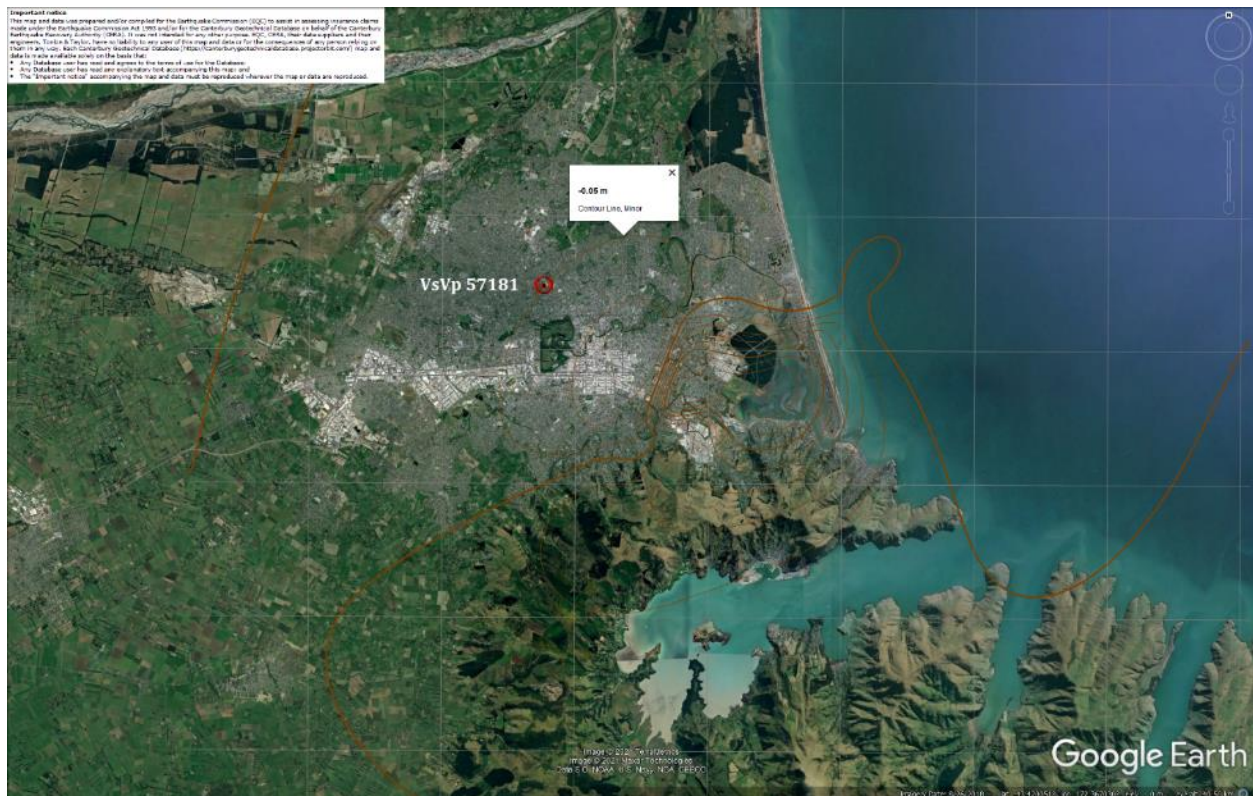 Important notice
This map and data was prepared and/or compiled for the Earthquake Commission (EQC) to assist in assessing insurance claims
made under the Earthquake Commission Act 1993 and/or for the Canterbury Geotechnical Database on behalf of the Canterbury
Earthquake Recovery Authority (CERA). It was not intended for any other purpose. EQC, CERA, their data suppliers and their
engineers, Tonkin & Taylor, have no liability to any user of this map and data or for the consequences of any person relying on
them in any way. Each Canterbury Geotechnical Database (https://canterburygeotechnicaldatabase.projectorbit.com/) map and
data is made available solely on the basis that:
• Any Database user has read and agrees to the terms of use for the Database;
• Any Database user has read any explanatory text accompanying this map; and
• The "Important notice" accompanying the map and data must be reproduced wherever the map or data are reproduced.
N
-0.05 m
Contour Line, Minor
VsVp 57181
Image © 2021 TerraMetrics
Image © 2021 Maxar Technologies
Data SIO, NOAA, U.S. Navy, NGA, GEBCO
Google Earth
Imagery Date: